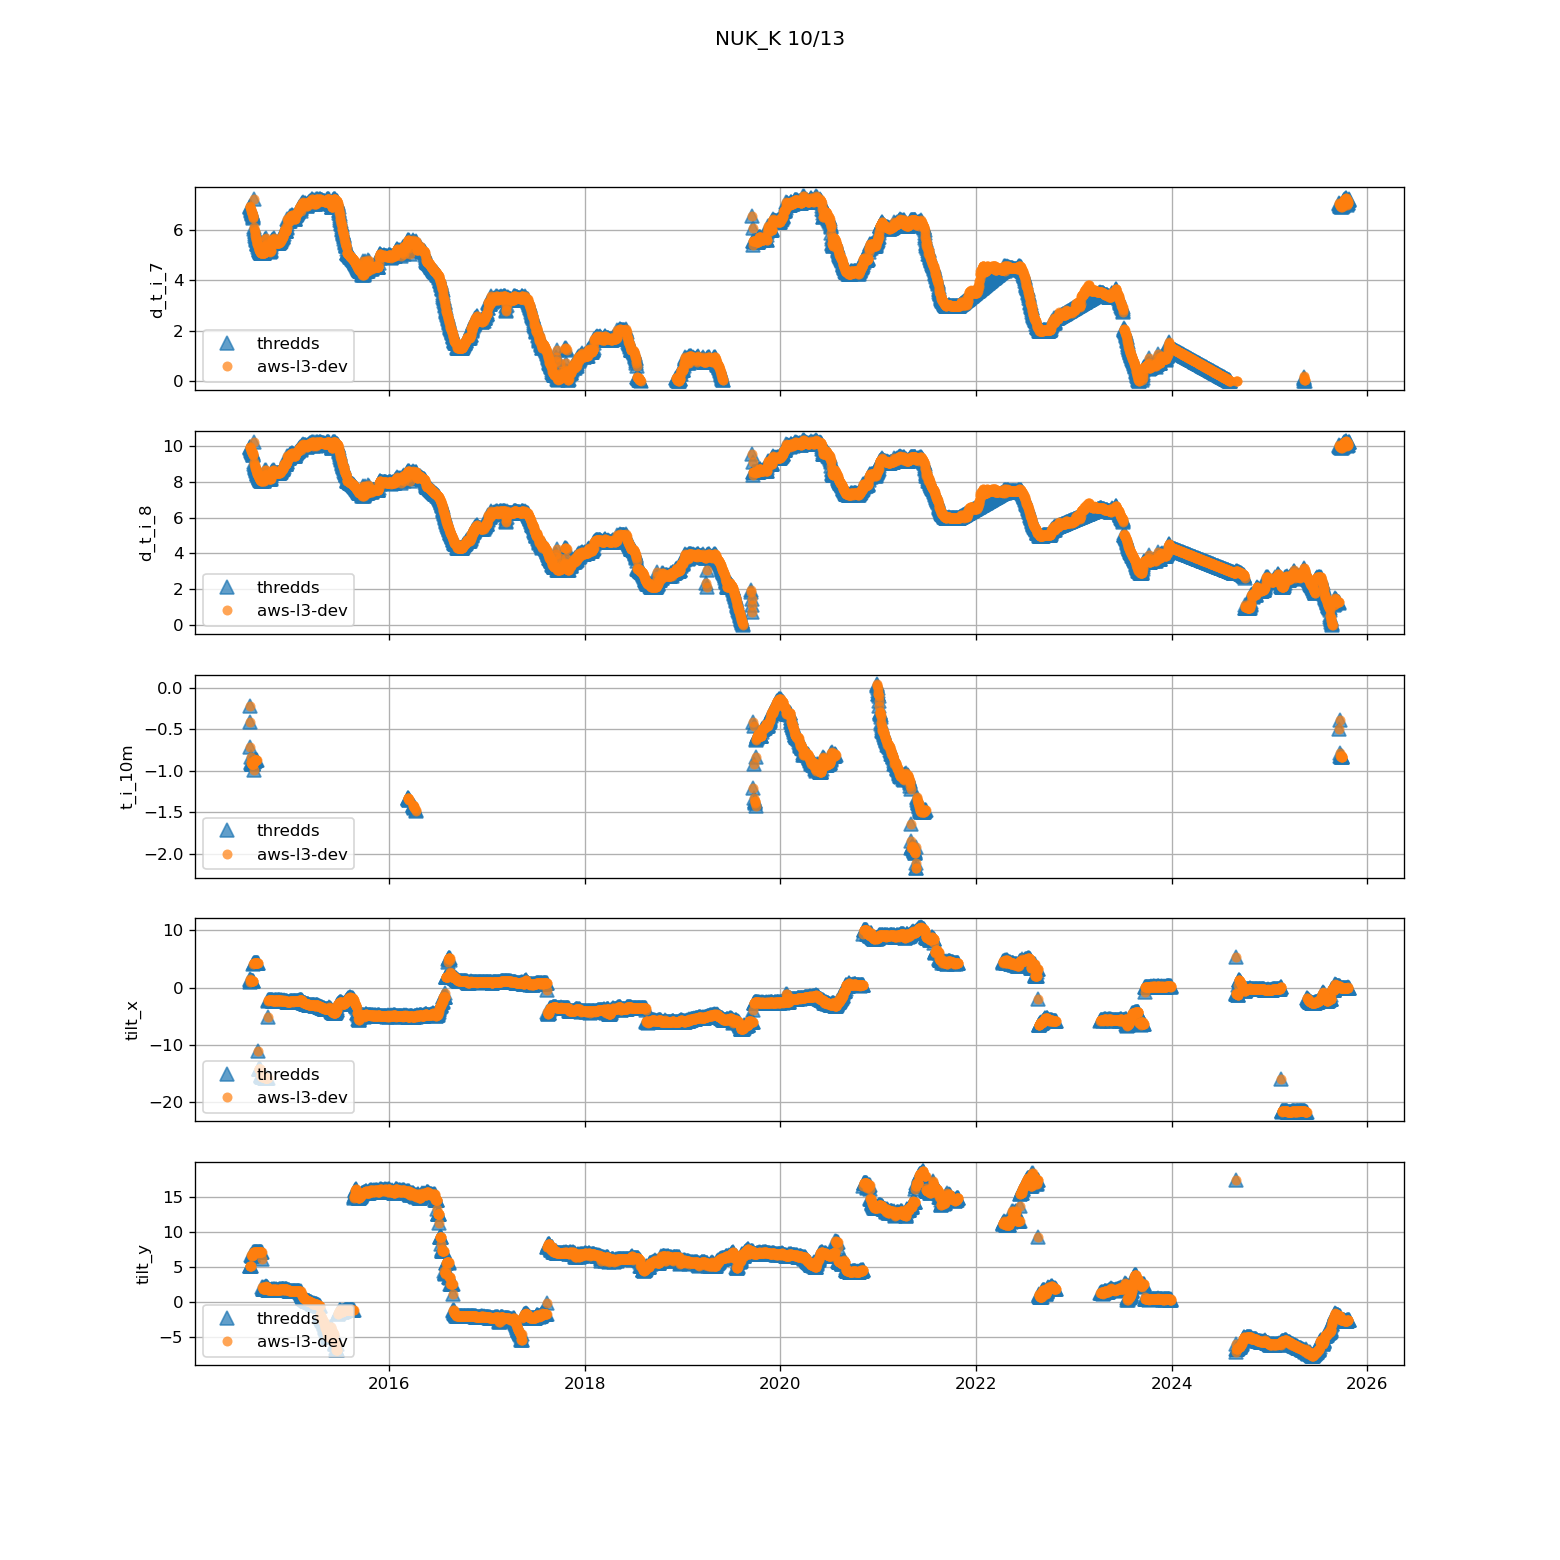 NUK_K 10/13
d_t_i_7
6
4
2
0
thredds
aws-l3-dev
d_t_i_8
10
8
6
4
2
0
thredds
aws-l3-dev
t_i_10m
0.0
−0.5
−1.0
−1.5
−2.0
thredds
aws-l3-dev
tilt_x
10
0
−10
−20
thredds
aws-l3-dev
tilt_y
15
10
5
0
−5
thredds
aws-l3-dev
2016 2018 2020 2022 2024 2026